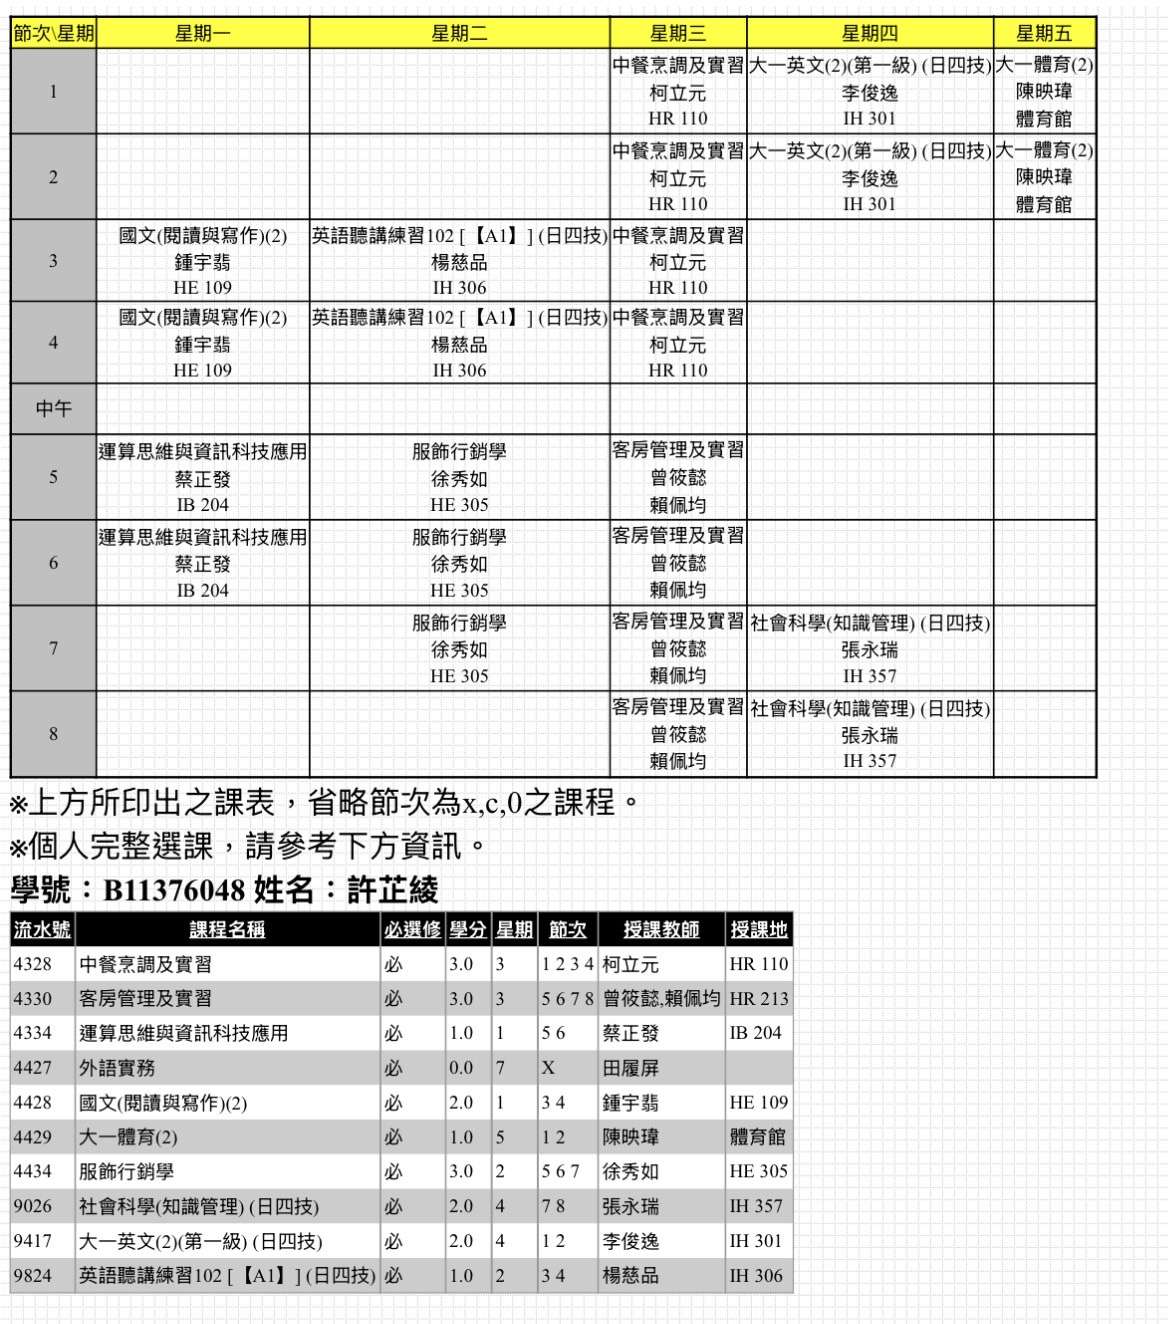 節次\星期 星期一 星期二 星期三 星期四 星期五
中餐烹調及實習 大一英文(2)(第一級) (日四技) 大一體育(2)
1 柯立元 李俊逸 陳映瑋
HR 110 IH 301 體育館
中餐烹調及實習 大一英文(2)(第一級) (日四技) 大一體育(2)
2 柯立元 李俊逸 陳映瑋
HR 110 IH 301 體育館
國文(閱讀與寫作)(2) 英語聽講練習102 [【A1】] (日四技) 中餐烹調及實習
3 鍾宇翡 楊慈品 柯立元
HE 109 IH 306 HR 110
國文(閱讀與寫作)(2) 英語聽講練習102 [【A1】] (日四技) 中餐烹調及實習
4 鍾宇翡 楊慈品 柯立元
HE 109 IH 306 HR 110
中午
運算思維與資訊科技應用 服飾行銷學 客房管理及實習
5 蔡正發 徐秀如 曾筱懿
IB 204 HE 305 賴佩均
運算思維與資訊科技應用 服飾行銷學 客房管理及實習
6 蔡正發 徐秀如 曾筱懿
IB 204 HE 305 賴佩均
服飾行銷學 客房管理及實習 社會科學(知識管理) (日四技)
7 徐秀如 曾筱懿 張永瑞
HE 305 賴佩均 IH 357
客房管理及實習 社會科學(知識管理) (日四技)
8 曾筱懿 張永瑞
賴佩均 IH 357
※上方所印出之課表，省略節次為x,c,0之課程。
※個人完整選課，請參考下方資訊。
學號：B11376048 姓名：許芷綾
流水號 課程名稱 必選修 學分 星期 節次 授課教師 授課地
4328 中餐烹調及實習 必 3.0 3 1 2 3 4 柯立元 HR 110
4330 客房管理及實習 必 3.0 3 5 6 7 8 曾筱懿,賴佩均 HR 213
4334 運算思維與資訊科技應用 必 1.0 1 5 6 蔡正發 IB 204
4427 外語實務 必 0.0 7 X 田履屏
4428 國文(閱讀與寫作)(2) 必 2.0 1 3 4 鍾宇翡 HE 109
4429 大一體育(2) 必 1.0 5 1 2 陳映瑋 體育館
4434 服飾行銷學 必 3.0 2 5 6 7 徐秀如 HE 305
9026 社會科學(知識管理) (日四技) 必 2.0 4 7 8 張永瑞 IH 357
9417 大一英文(2)(第一級) (日四技) 必 2.0 4 1 2 李俊逸 IH 301
9824 英語聽講練習102 [【A1】] (日四技) 必 1.0 2 3 4 楊慈品 IH 306